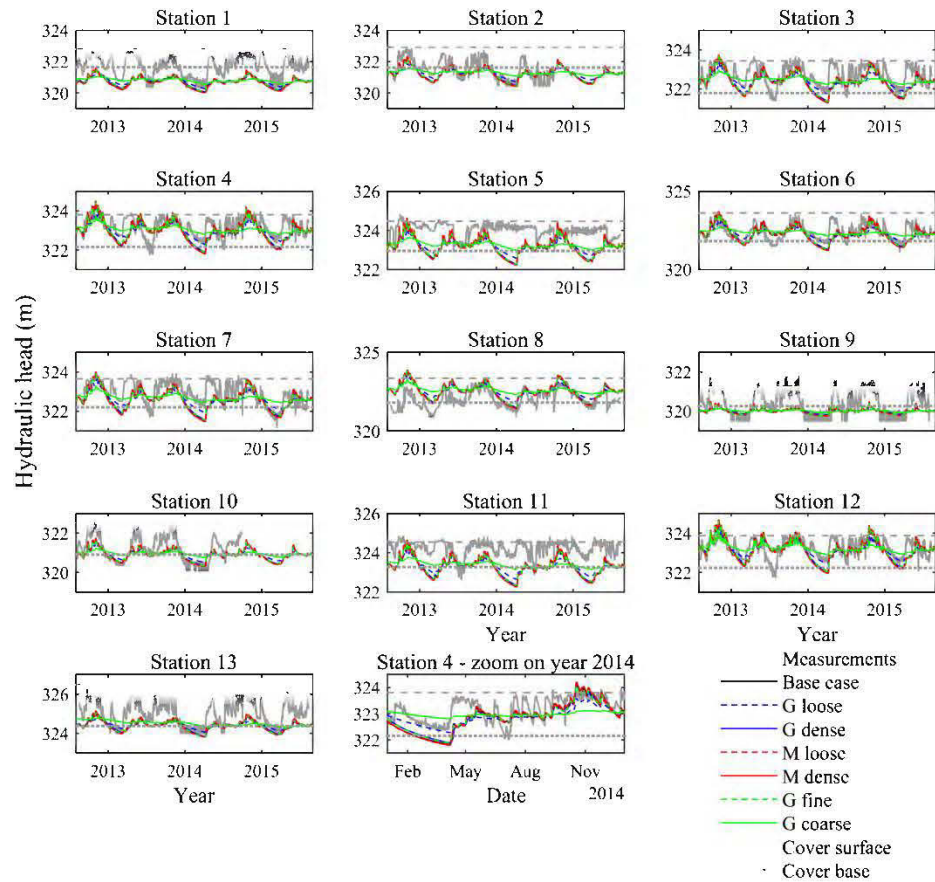 Station 1
Station 2
Station 3
324
322
320
2013 2014 2015
324
322
320
2013 2014 2015
324
322
2013 2014 2015
Station 4
Station 5
Station 6
324
322
2013 2014 2015
326
324
322
2013 2014 2015
325
320
2013 2014 2015
Hydraulic head (m)
Station 7
Station 8
Station 9
324
322
2013 2014 2015
325
320
2013 2014 2015
322
320
2013 2014 2015
Station 10
Station 11
Station 12
322
320
2013 2014 2015
326
324
322
2013 2014 2015
Year
324
322
2013 2014 2015
Year
Station 13
Station 4 - zoom on year 2014
326
324
2013 2014 2015
Year
324
323
322
Feb May Aug Nov
2014
Date
Measurements
Base case
G loose
G dense
M loose
M dense
G fine
G coarse
Cover surface
Cover base